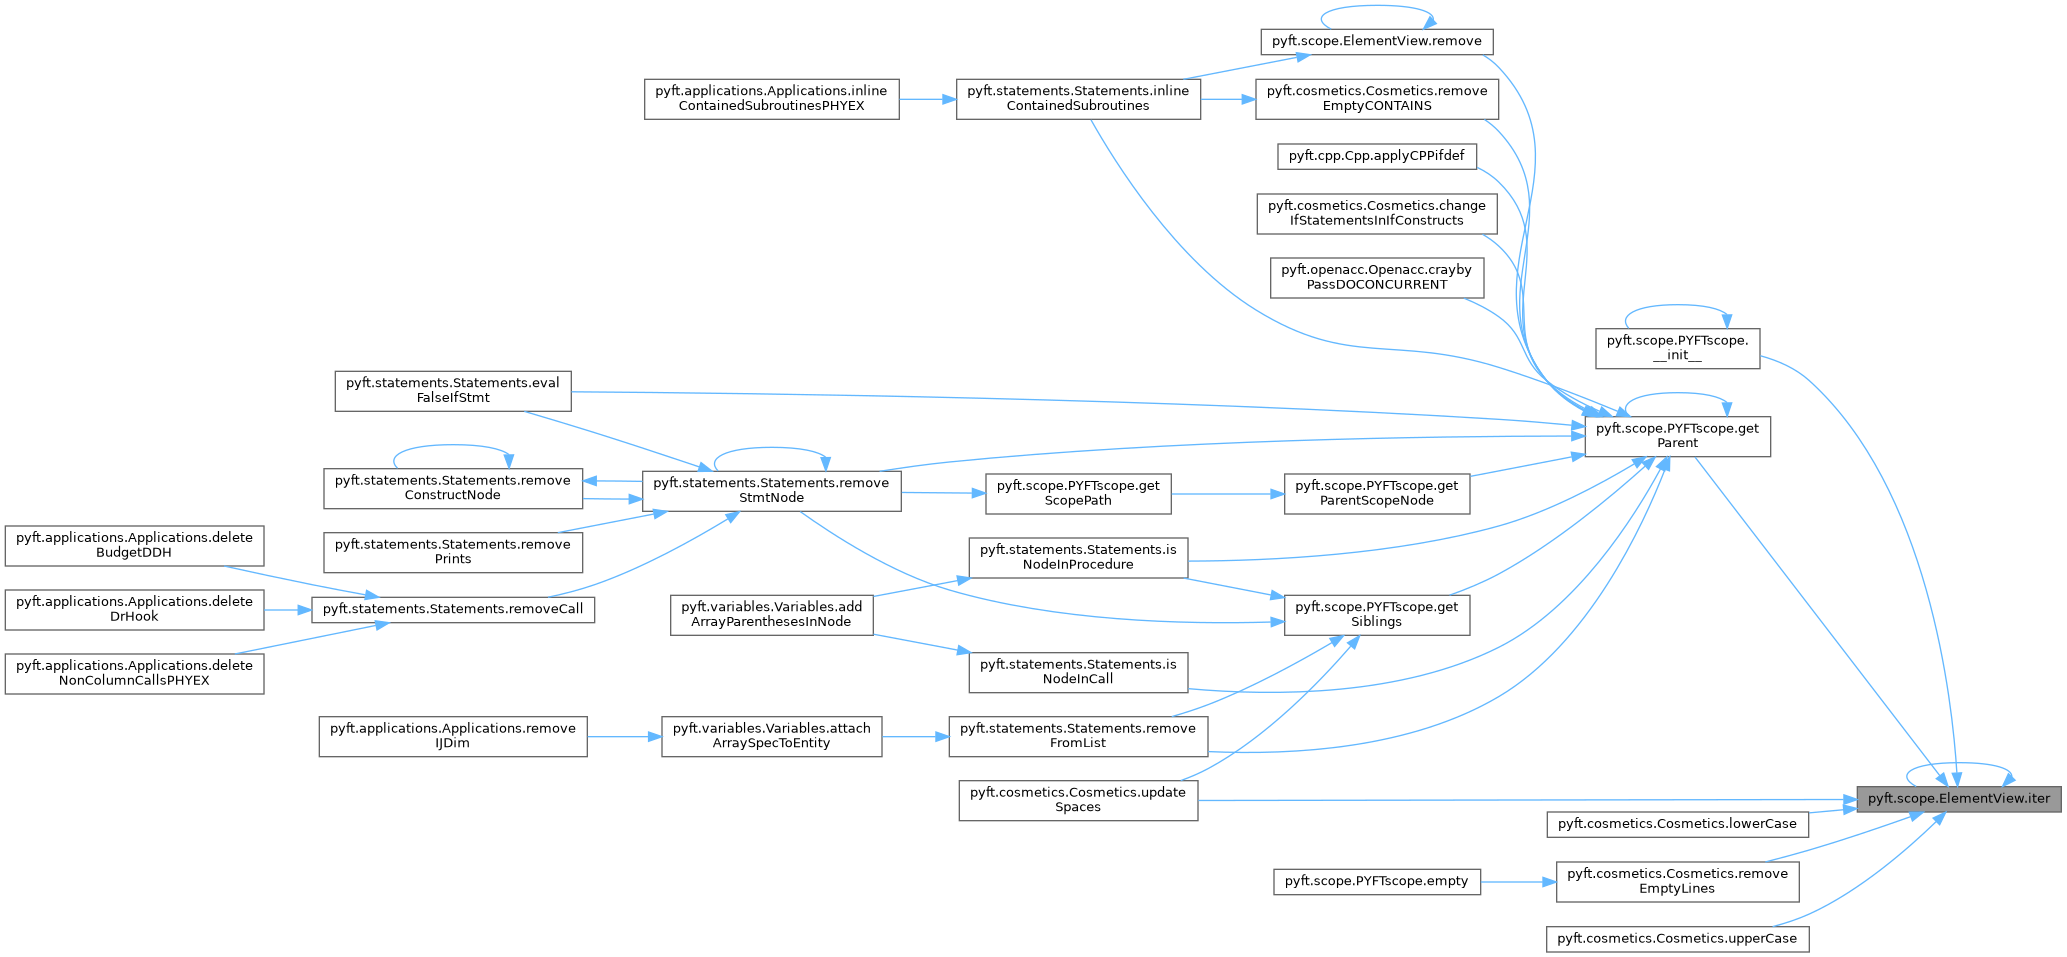 pyft.scope.ElementView.remove
pyft.applications.Applications.inline
ContainedSubroutinesPHYEX
pyft.statements.Statements.inline
ContainedSubroutines
pyft.cosmetics.Cosmetics.remove
EmptyCONTAINS
pyft.cpp.Cpp.applyCPPifdef
pyft.cosmetics.Cosmetics.change
IfStatementsInIfConstructs
pyft.openacc.Openacc.crayby
PassDOCONCURRENT
pyft.scope.PYFTscope.
__init__
pyft.statements.Statements.eval
FalseIfStmt
pyft.scope.PYFTscope.get
Parent
pyft.statements.Statements.remove
ConstructNode
pyft.statements.Statements.remove
StmtNode
pyft.scope.PYFTscope.get
ScopePath
pyft.scope.PYFTscope.get
ParentScopeNode
pyft.applications.Applications.delete
BudgetDDH
pyft.statements.Statements.remove
Prints
pyft.statements.Statements.is
NodeInProcedure
pyft.applications.Applications.delete
DrHook
pyft.statements.Statements.removeCall
pyft.variables.Variables.add
ArrayParenthesesInNode
pyft.scope.PYFTscope.get
Siblings
pyft.applications.Applications.delete
NonColumnCallsPHYEX
pyft.statements.Statements.is
NodeInCall
pyft.applications.Applications.remove
IJDim
pyft.variables.Variables.attach
ArraySpecToEntity
pyft.statements.Statements.remove
FromList
pyft.cosmetics.Cosmetics.update
Spaces
pyft.scope.ElementView.iter
pyft.cosmetics.Cosmetics.lowerCase
pyft.scope.PYFTscope.empty
pyft.cosmetics.Cosmetics.remove
EmptyLines
pyft.cosmetics.Cosmetics.upperCase